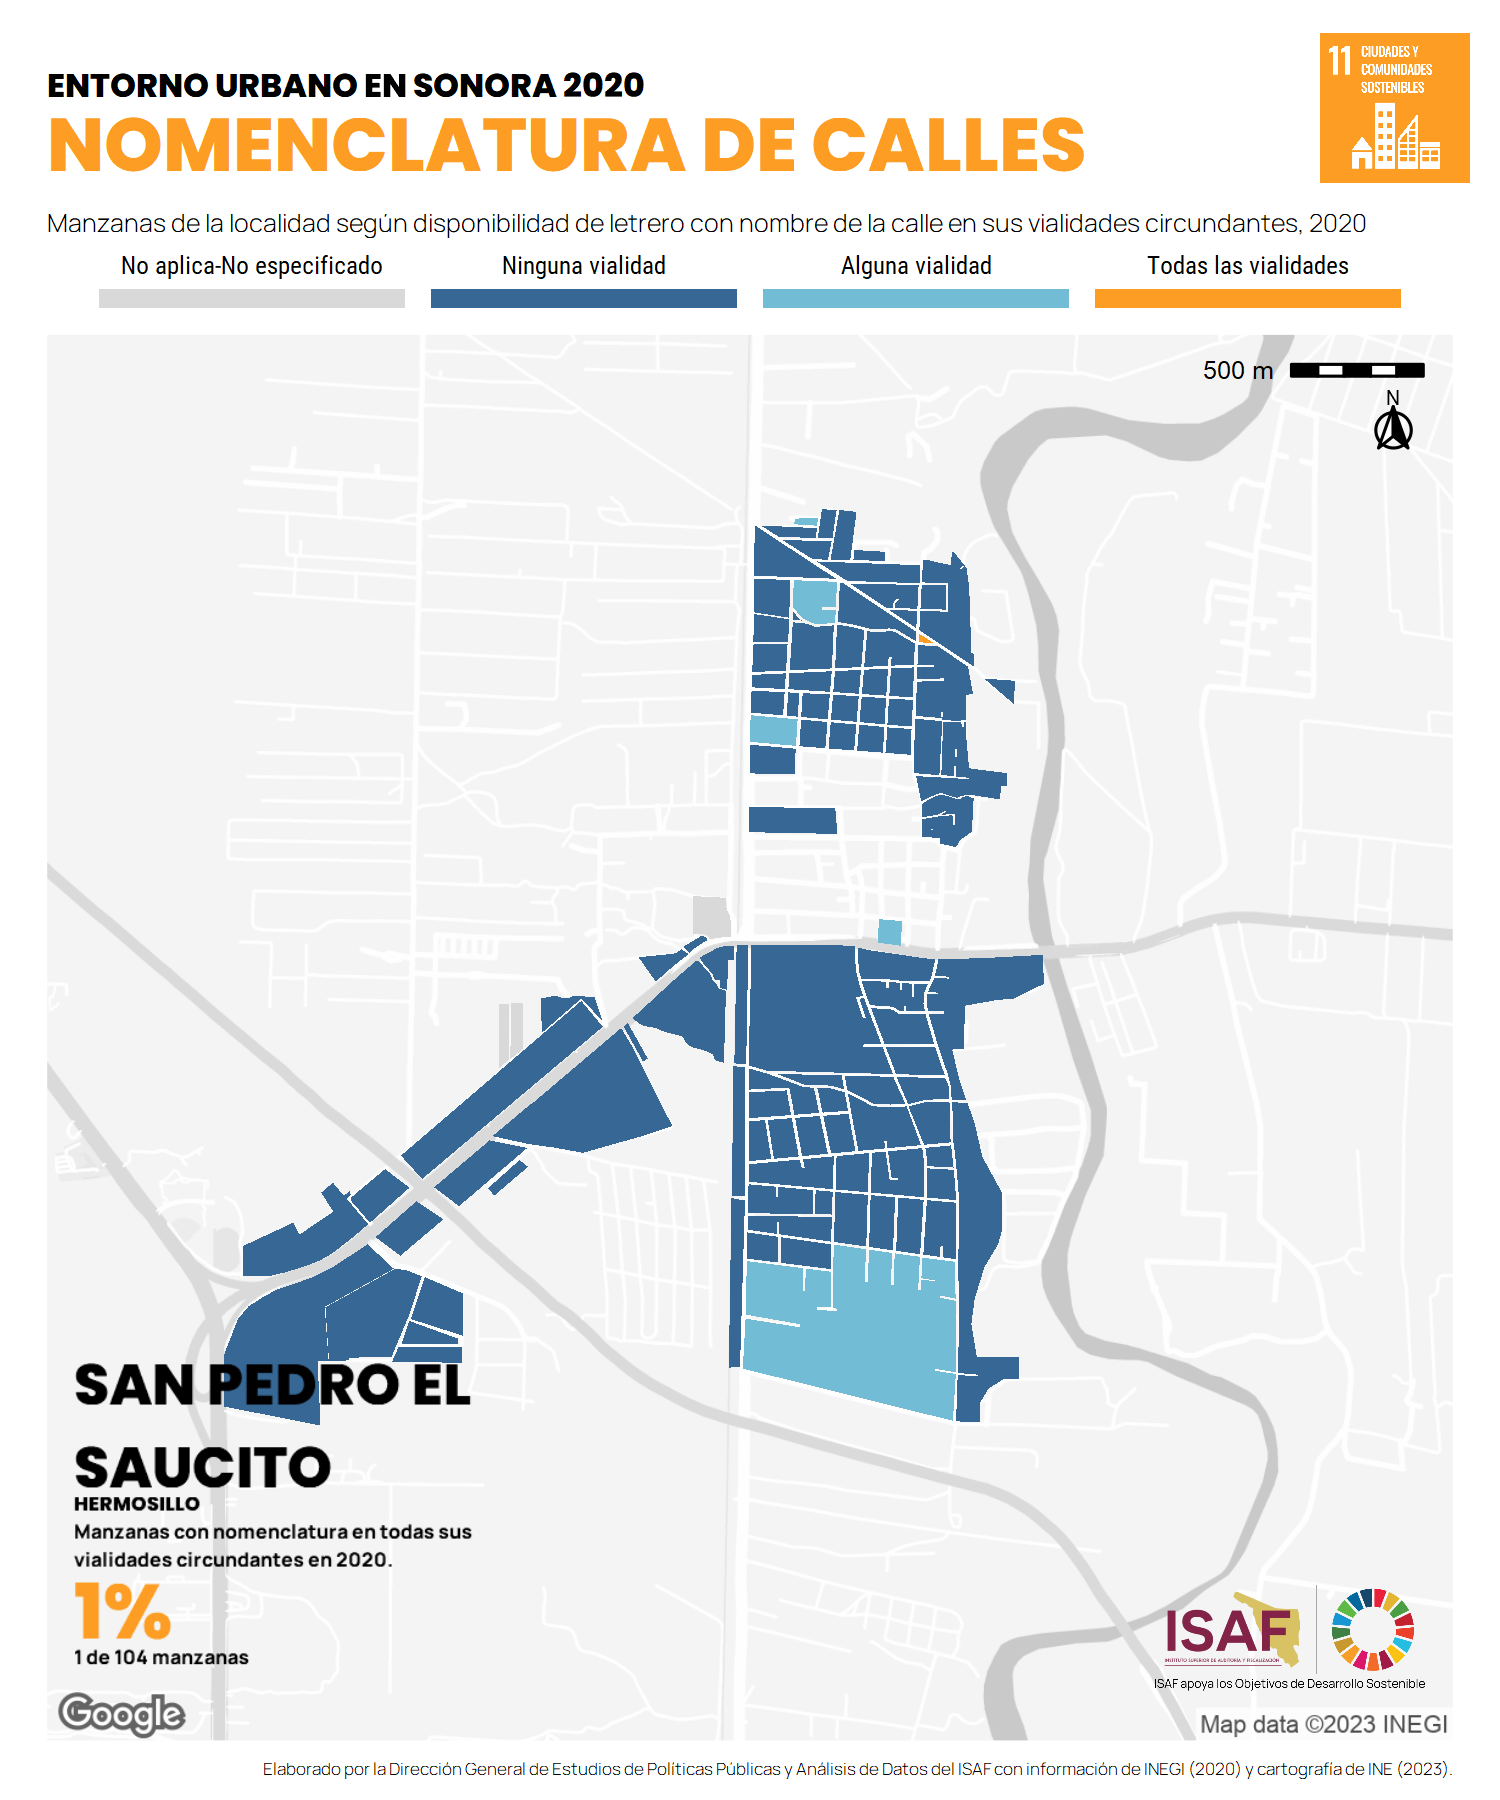 ENTORNO URBANO EN SONORA 2020
NOMENCLATURA DE CALLES
11 CIUDADES Y
COMUNIDADES
SOSTENIBLES
Manzanas de la localidad según disponibilidad de letrero con nombre de la calle en sus vialidades circundantes, 2020
No aplica-No especificado Ninguna vialidad Alguna vialidad Todas las vialidades
500 m
N
SAN PEDRO EL
SAUCITO
HERMOSILLO
Manzanas con nomenclatura en todas sus
vialidades circundantes en 2020.
1%
1 de 104 manzanas
ISAF
INSTITUTO SUPERIOR DE AUDITORÍA Y FISCALIZACIÓN
ISAF apoya los Objetivos de Desarrollo Sostenible
Google
Map data ©2023 INEGI
Elaborado por la Dirección General de Estudios de Políticas Públicas y Análisis de Datos del ISAF con información de INEGI (2020) y cartografía de INE (2023).